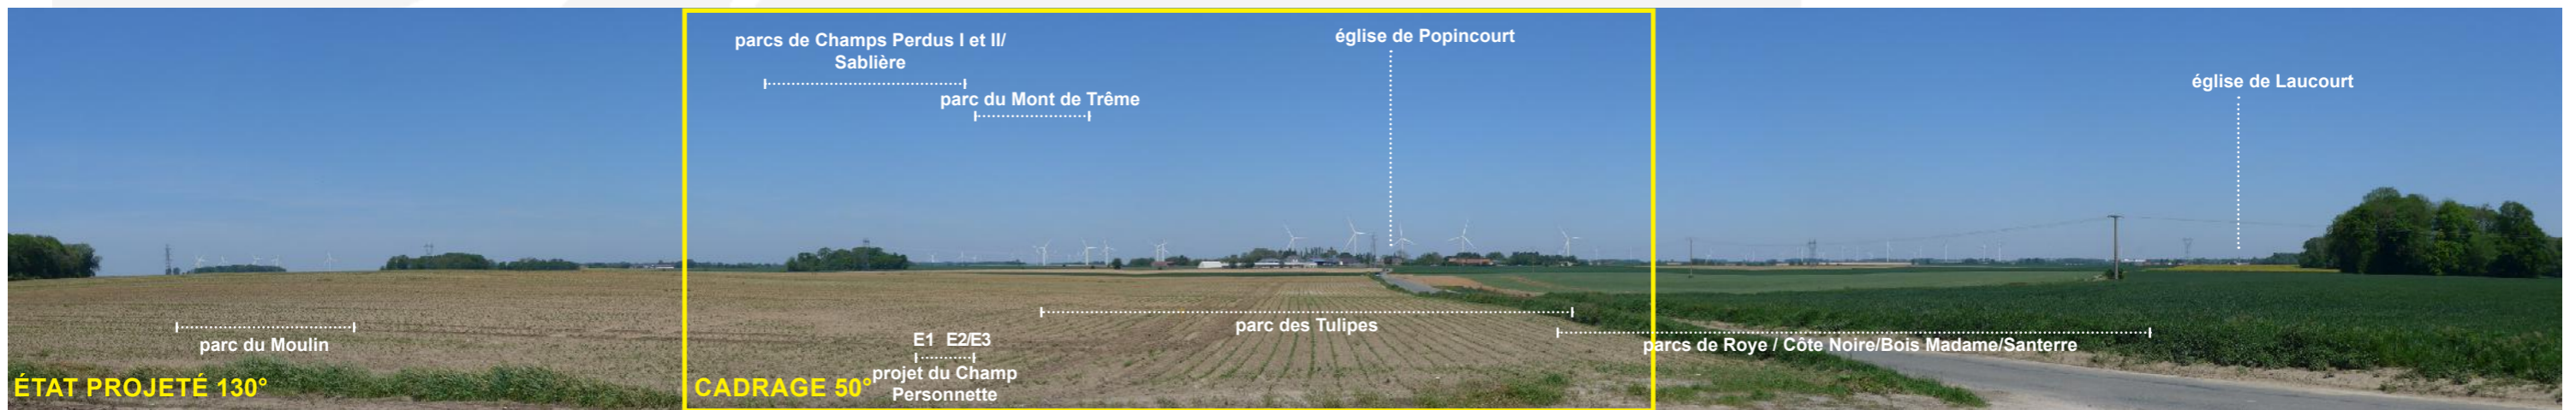 parcs de Champs Perdus I et II/
Sablière
parc du Mont de Trême
église de Popincourt
église de Laucourt
parc du Moulin
E1 E2/E3
projet du Champ
Personnette
parc des Tulipes
parcs de Roye / Côte Noire/Bois Madame/Santerre
ÉTAT PROJETÉ 130°
CADRAGE 50°